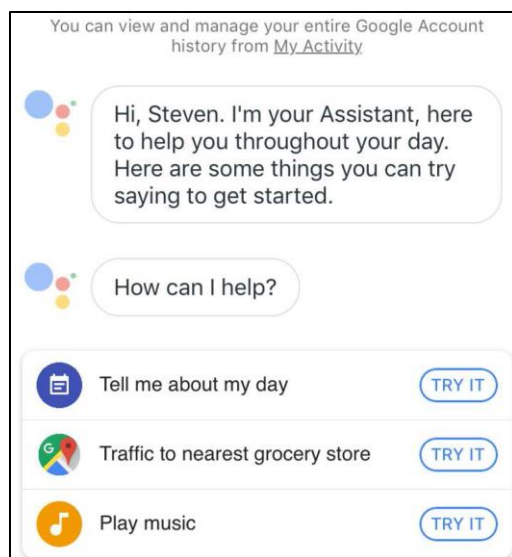 You can view and manage your entire Google Account
history from My Activity
Hi, Steven. I'm your Assistant, here
to help you throughout your day.
Here are some things you can try
saying to get started.
How can I help?
Tell me about my day
TRY IT
G
Traffic to nearest grocery store
TRY IT
Play music
TRY IT